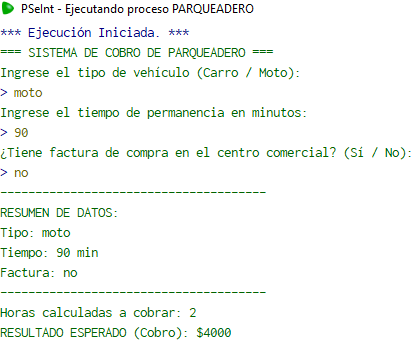 PSeInt - Ejecutando proceso PARQUEADERO
*** Ejecución Iniciada. ***
=== SISTEMA DE COBRO DE PARQUEADERO ===
Ingrese el tipo de vehículo (Carro / Moto):
> moto
Ingrese el tiempo de permanencia en minutos:
> 90
¿Tiene factura de compra en el centro comercial? (Sí / No):
> no
--------------------------------------
RESUMEN DE DATOS:
Tipo: moto
Tiempo: 90 min
Factura: no
--------------------------------------
Horas calculadas a cobrar: 2
RESULTADO ESPERADO (Cobro): $4000